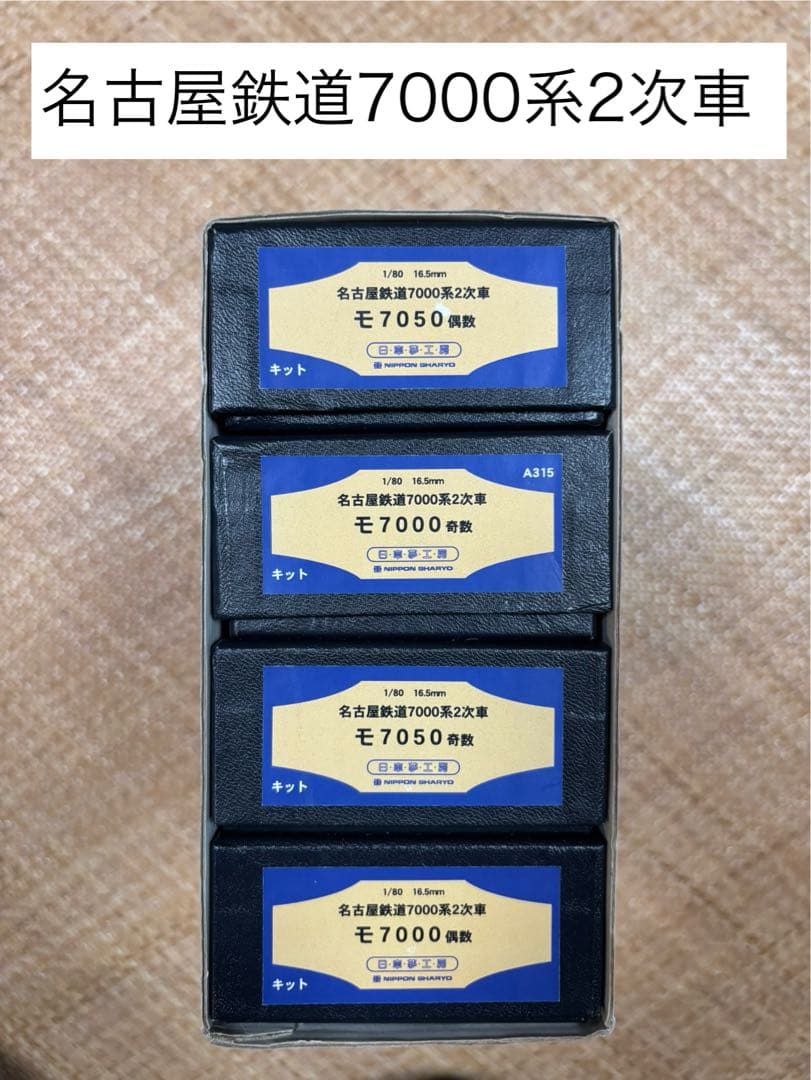 名古屋鉄道7000系2次車
1/80 16.5mm
名古屋鉄道7000系2次車
モ7050偶数
日・車・夢・工・房
NIPPON SHARYO
キット
A315
1/80 16.5mm
名古屋鉄道7000系2次車
モ7000奇数
日・車・夢・工・房
NIPPON SHARYO
キット
1/80 16.5mm
名古屋鉄道7000系2次車
モ7050奇数
日・車・夢・工・房
NIPPON SHARYO
キット
1/80 16.5mm
名古屋鉄道7000系2次車
モ7000偶数
日・車・夢・工・房
NIPPON SHARYO
キット